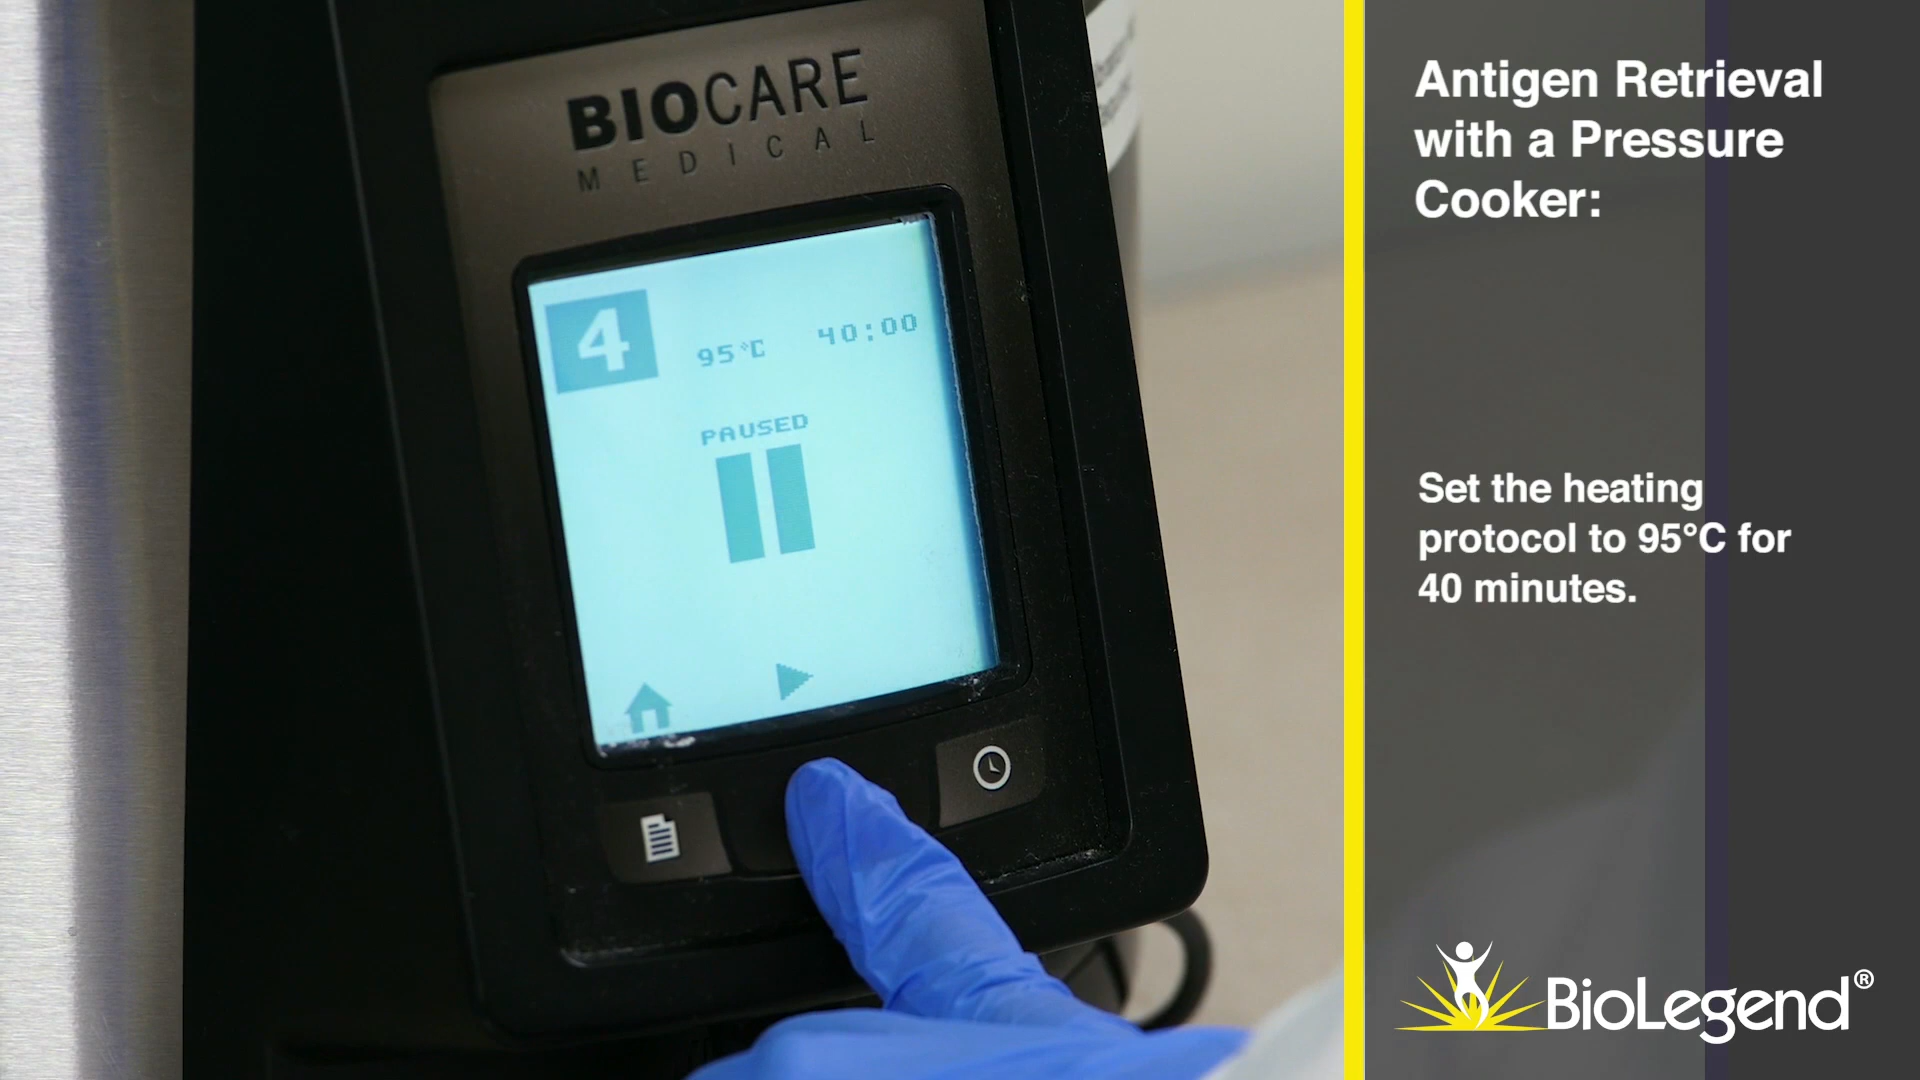 BIOCARE
MEDICAL
4
95°C 40:00
PAUSED
Antigen Retrieval
with a Pressure
Cooker:
Set the heating
protocol to 95°C for
40 minutes.
BioLegend®